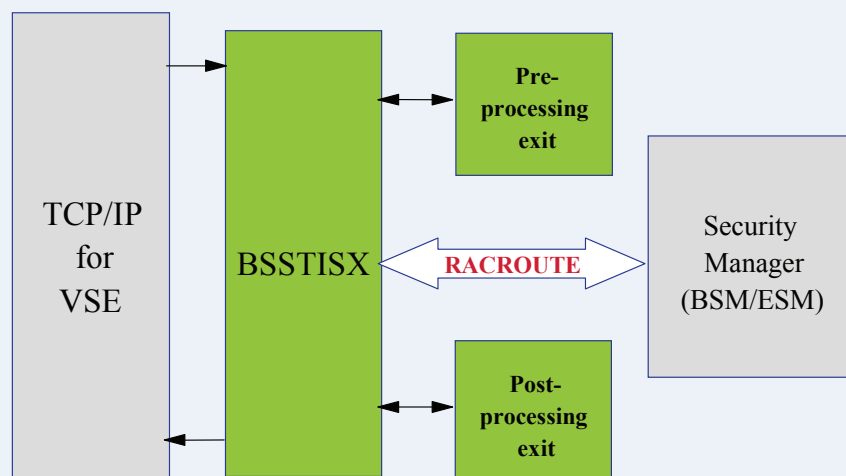 TCP/IP
for
VSE
BSSTISX
Pre-
processing
exit
RACROUTE
Security
Manager
(BSM/ESM)
Post-
processing
exit